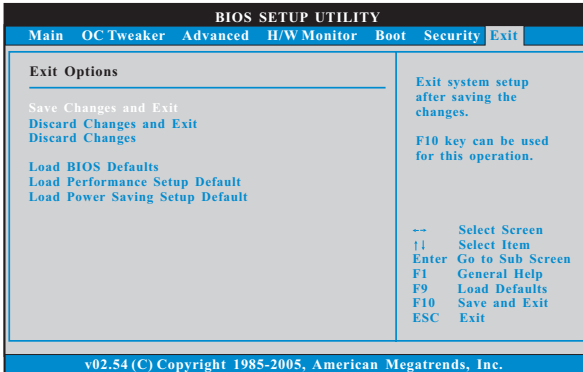 BIOS SETUP UTILITY
Main OC Tweaker Advanced H/W Monitor Boot Security Exit
Exit Options
Save Changes and Exit
Discard Changes and Exit
Discard Changes
Load BIOS Defaults
Load Performance Setup Default
Load Power Saving Setup Default
Exit system setup
after saving the
changes.
F10 key can be used
for this operation.
←→ Select Screen
↑↓ Select Item
Enter Go to Sub Screen
F1 General Help
F9 Load Defaults
F10 Save and Exit
ESC Exit
v02.54 (C) Copyright 1985-2005, American Megatrends, Inc.